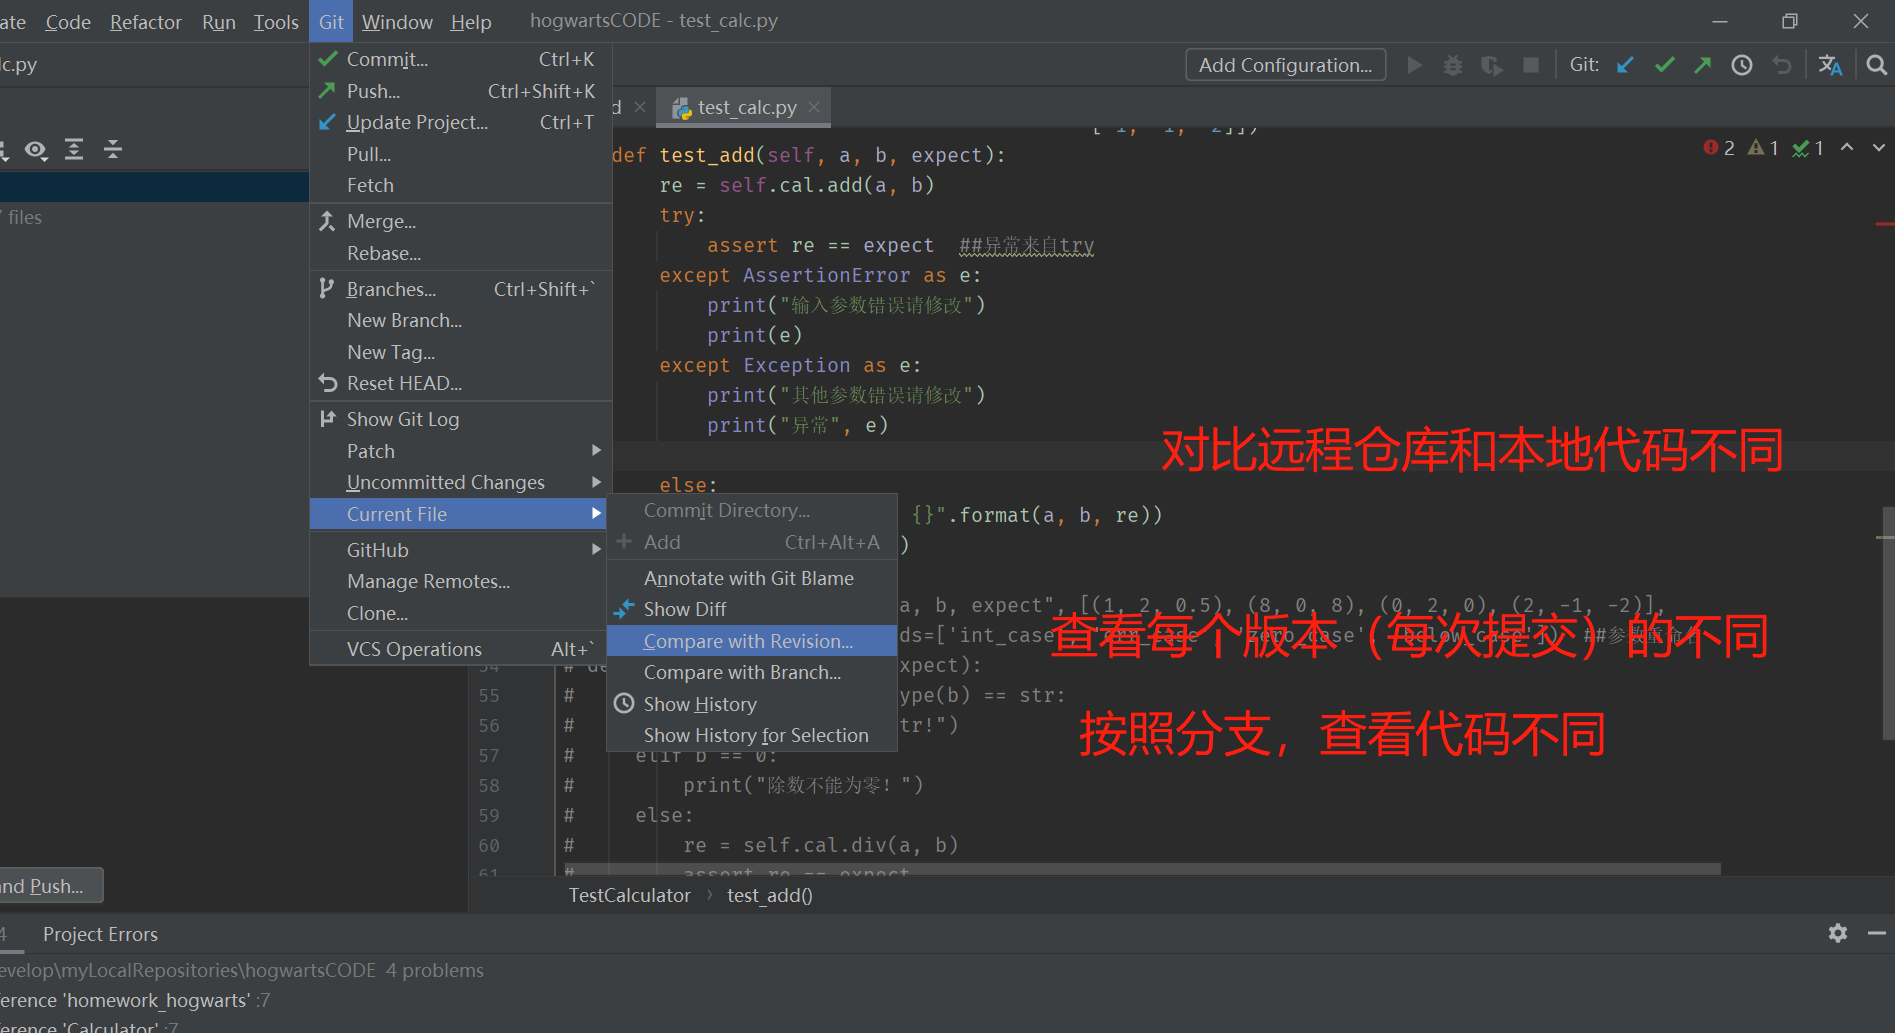 ate Code Refactor Run Tools Git Window Help hogwartsCODE - test_calc.py
lc.py
Add Configuration... Git:
d test_calc.py
files
Commit... Ctrl+K
Push... Ctrl+Shift+K
Update Project... Ctrl+T
Pull...
Fetch
Merge...
Rebase...
Branches... Ctrl+Shift+`
New Branch...
New Tag...
Reset HEAD...
Show Git Log
Patch
Uncommitted Changes
Current File
GitHub
Manage Remotes...
Clone...
VCS Operations Alt+`
Commit Directory...
Add Ctrl+Alt+A
Annotate with Git Blame
Show Diff
Compare with Revision...
Compare with Branch...
Show History
Show History for Selection
2 1 1
def test_add(self, a, b, expect):
re = self.cal.add(a, b)
try:
assert re == expect ##异常来自try
except AssertionError as e:
print("输入参数错误请修改")
print(e)
except Exception as e:
print("其他参数错误请修改")
print("异常", e)
对比远程仓库和本地代码不同
else:
{}".format(a, b, re))
)
a, b, expect", [(1, 2, 0.5), (8, 0, 8), (0, 2, 0), (2, -1, -2)],
ds=['int_case
查看每个版本（每次提交）的不同
54 # de xpect):
55 # ype(b) == str:
56 # tr!")
按照分支，查看代码不同
57 # elif b == 0:
58 # print("除数不能为零！")
59 # else:
60 # re = self.cal.div(a, b)
61 # assert re == expect
TestCalculator › test_add()
and Push...
4 Project Errors
evelop\myLocalRepositories\hogwartsCODE 4 problems
ference 'homework_hogwarts' :7
ference 'Calculator' :7